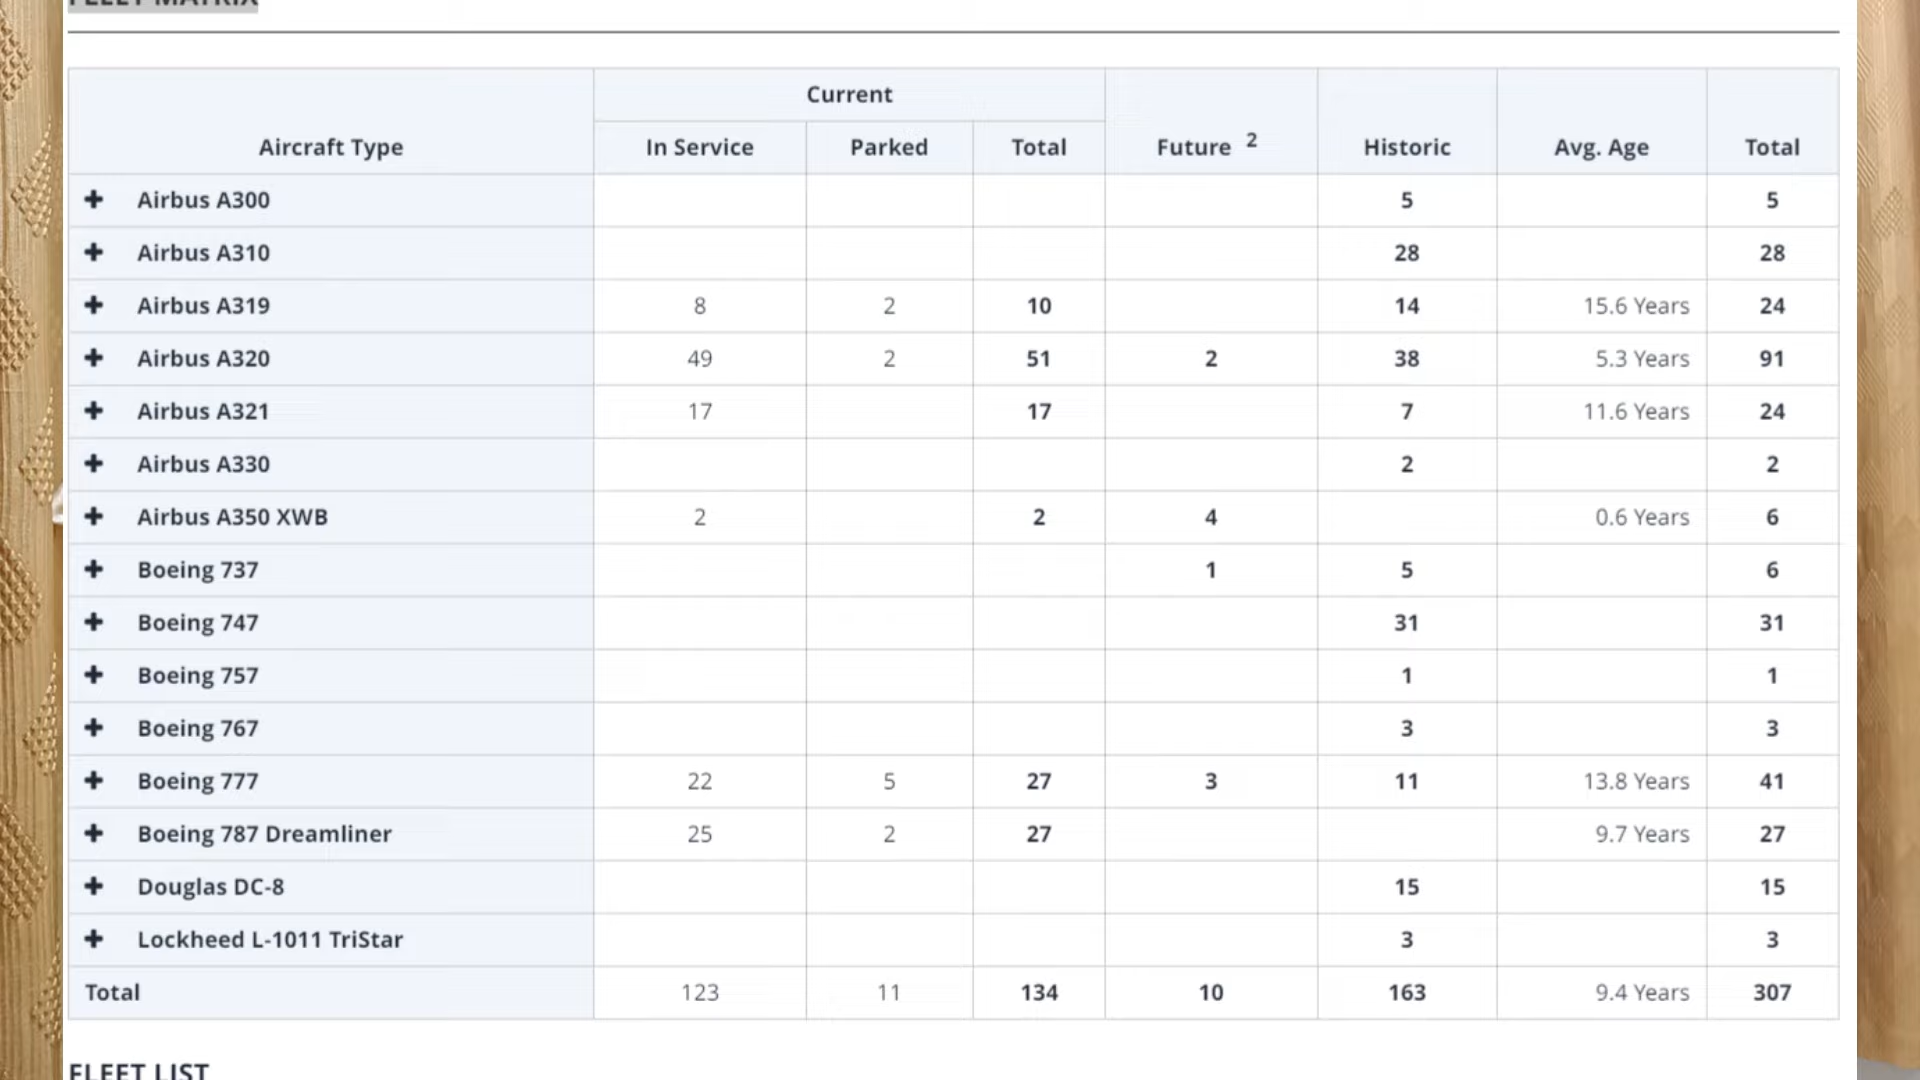 FLEET MATRIX
Current
Aircraft Type In Service Parked Total Future 2 Historic Avg. Age Total
Airbus A300 5 5
Airbus A310 28 28
Airbus A319 8 2 10 14 15.6 Years 24
Airbus A320 49 2 51 2 38 5.3 Years 91
Airbus A321 17 17 7 11.6 Years 24
Airbus A330 2 2
Airbus A350 XWB 2 2 4 0.6 Years 6
Boeing 737 1 5 6
Boeing 747 31 31
Boeing 757 1 1
Boeing 767 3 3
Boeing 777 22 5 27 3 11 13.8 Years 41
Boeing 787 Dreamliner 25 2 27 9.7 Years 27
Douglas DC-8 15 15
Lockheed L-1011 TriStar 3 3
Total 123 11 134 10 163 9.4 Years 307
FLEET LIST